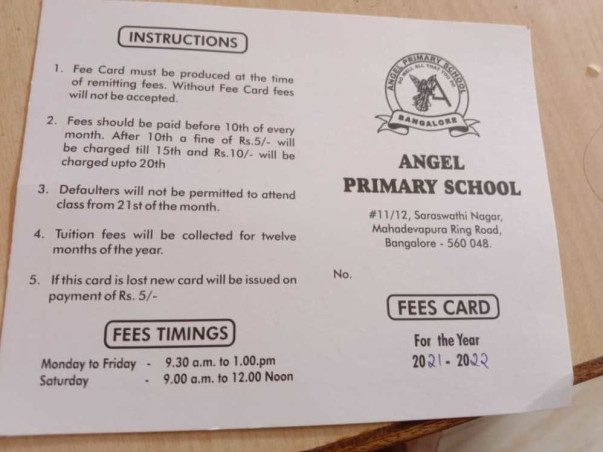 INSTRUCTIONS
1. Fee Card must be produced at the time
of remitting fees. Without Fee Card fees
will not be accepted.
2. Fees should be paid before 10th of every
month. After 10th a fine of Rs.5/- will
be charged till 15th and Rs.10/- will be
charged upto 20th
3. Defaulters will not be permitted to attend
class from 21st of the month.
4. Tuition fees will be collected for twelve
months of the year.
5. If this card is lost new card will be issued on
payment of Rs. 5/-
FEES TIMINGS
Monday to Friday - 9.30 a.m. to 1.00.pm
Saturday - 9.00 a.m. to 12.00 Noon
ANGEL PRIMARY SCHOOL
DO WELL ALL THAT YOU DO
BANGALORE
ANGEL
PRIMARY SCHOOL
#11/12, Saraswathi Nagar,
Mahadevapura Ring Road,
Bangalore - 560 048.
No.
FEES CARD
For the Year
2021 - 2022